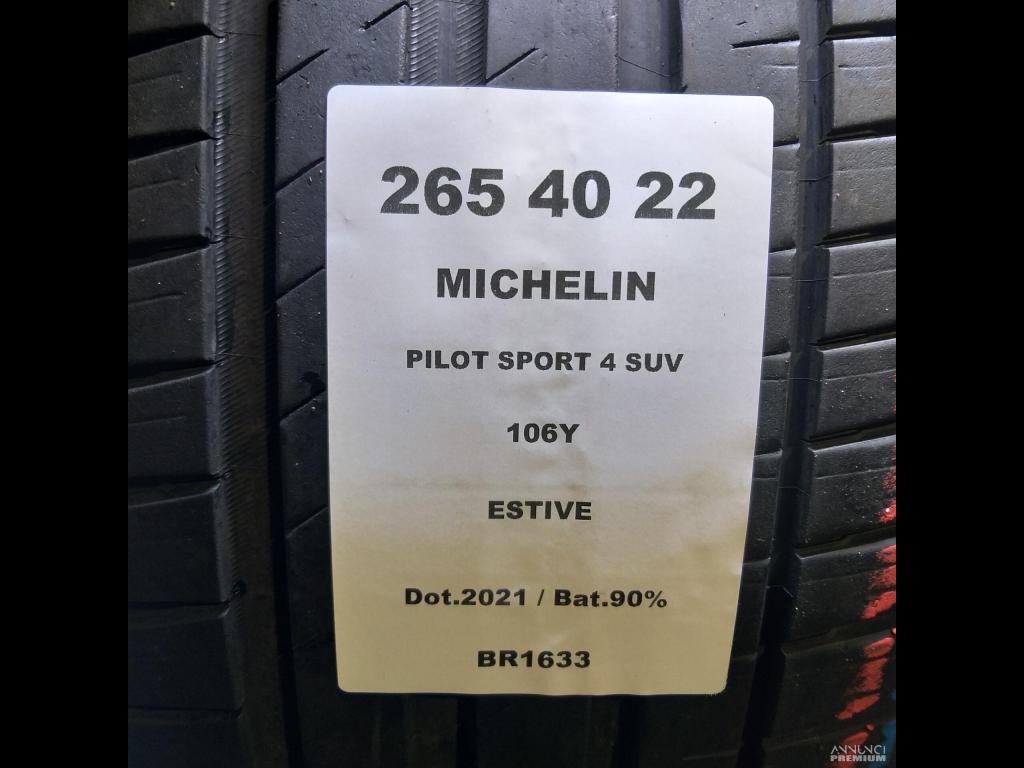 265 40 22
MICHELIN
PILOT SPORT 4 SUV
106Y
ESTIVE
Dot.2021 / Bat.90%
BR1633
ANNUNCI
PREMIUM